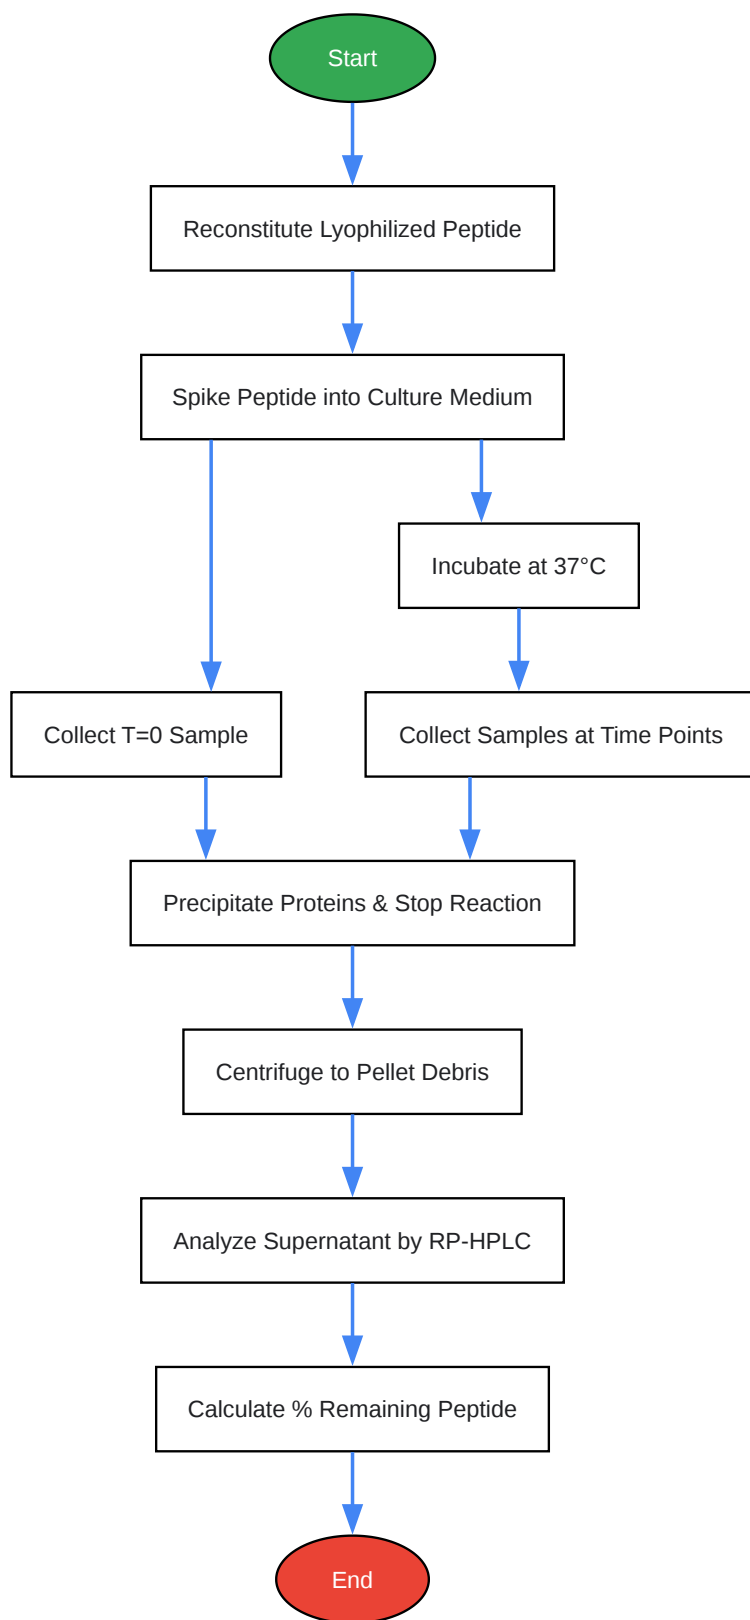 Start
Reconstitute Lyophilized Peptide
Spike Peptide into Culture Medium
Incubate at 37°C
Collect T=0 Sample
Collect Samples at Time Points
Precipitate Proteins & Stop Reaction
Centrifuge to Pellet Debris
Analyze Supernatant by RP-HPLC
Calculate % Remaining Peptide
End